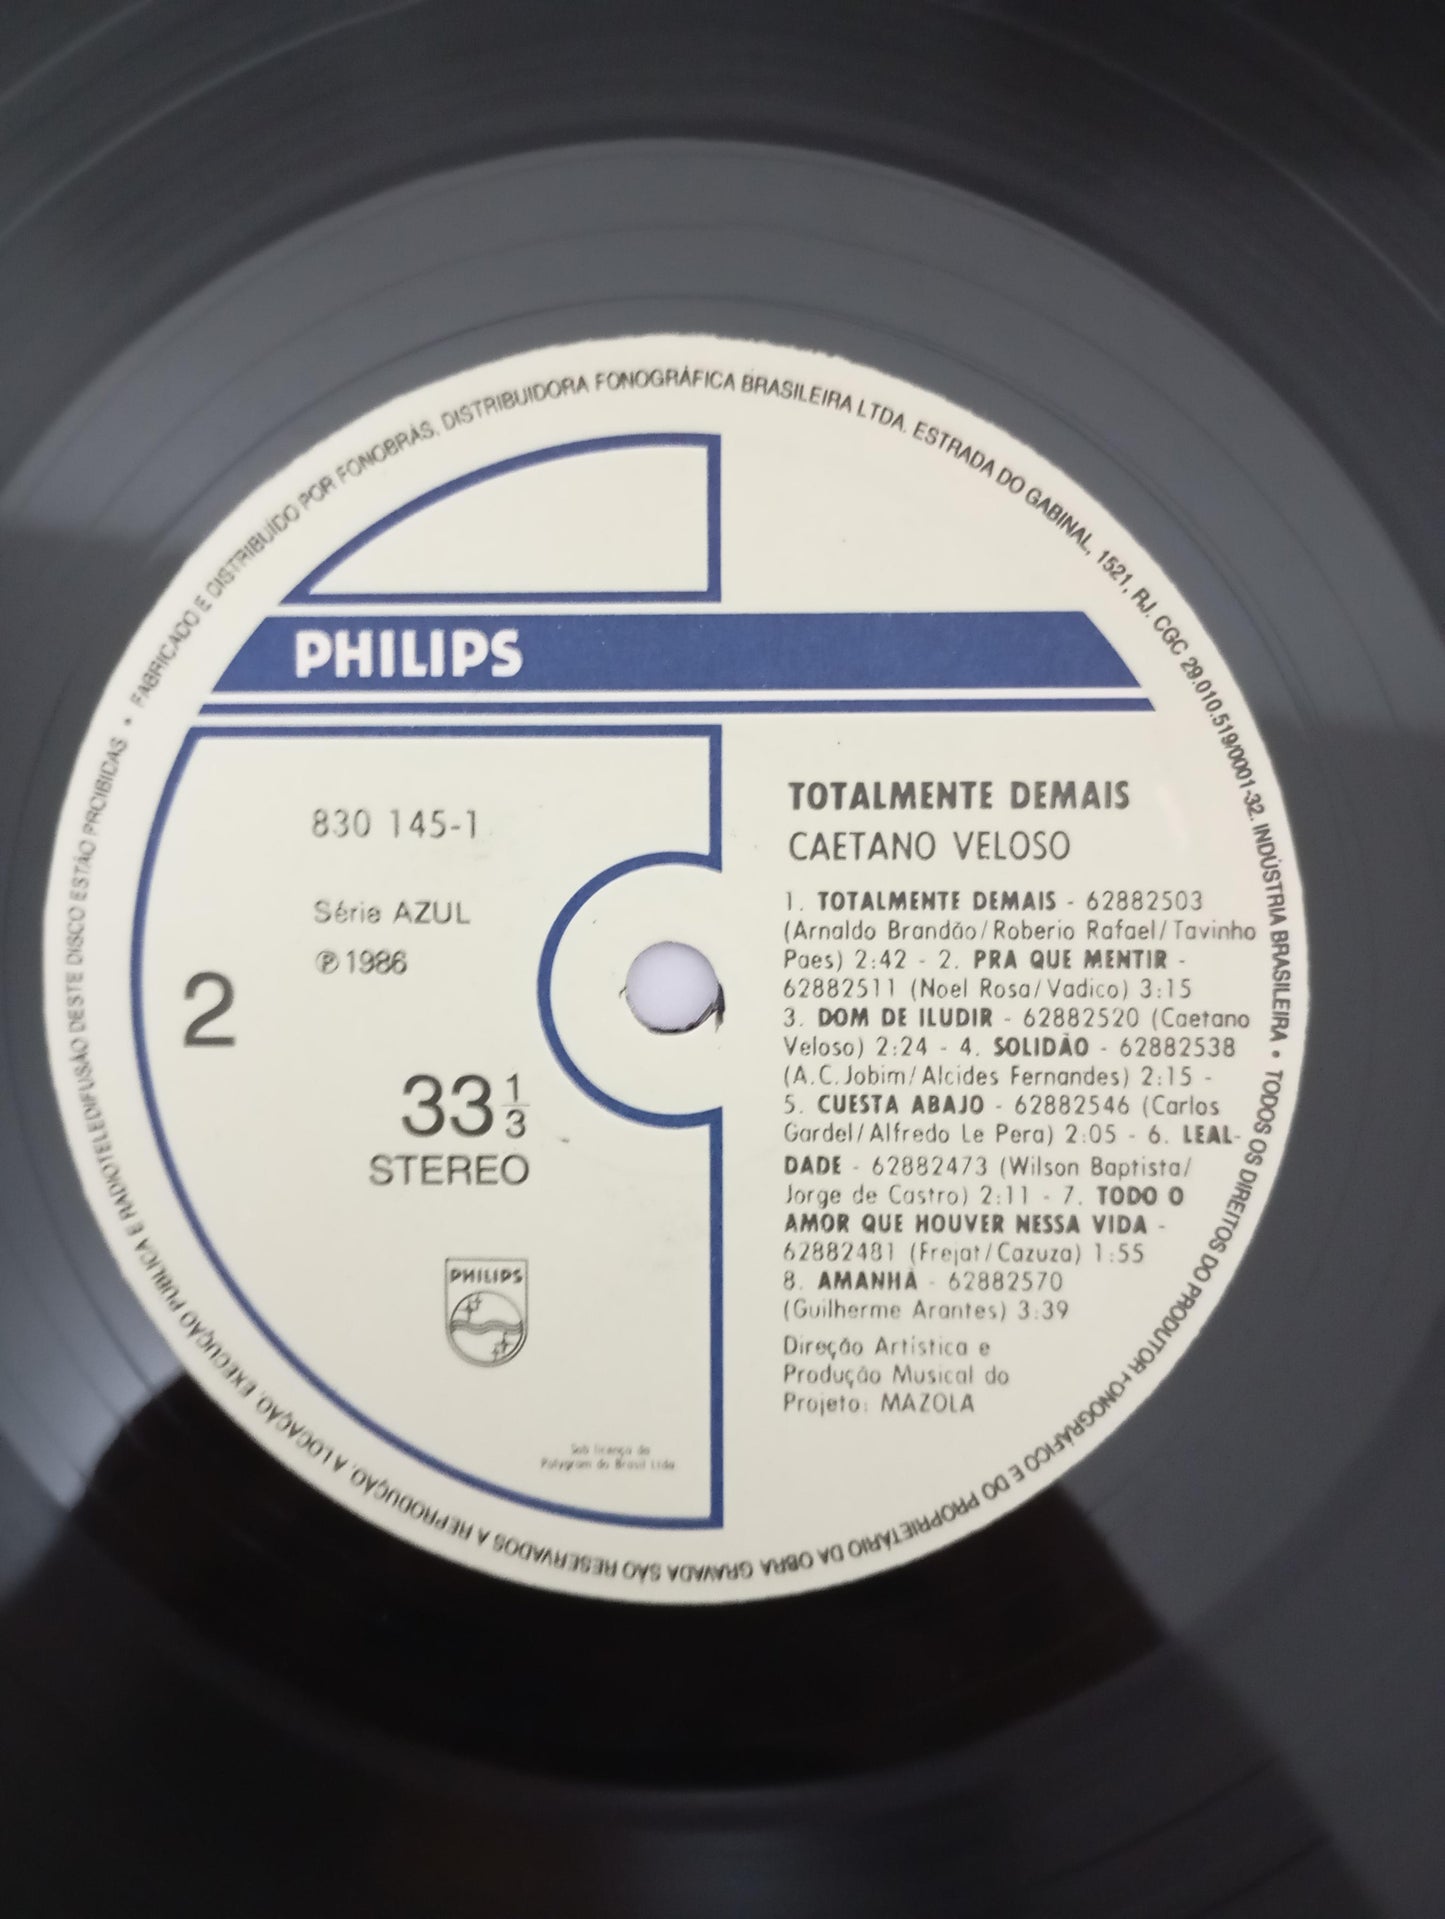 FABRICADO E DISTRIBUÍDO POR FONOBRÁS, DISTRIBUIDORA FONOGRÁFICA BRASILEIRA LTDA. ESTRADA DO GABINAL, 1521, RJ. CGC 29.010.519/0001-32. INDÚSTRIA BRASILEIRA • TODOS OS DIREITOS DO PRODUTOR FONOGRÁFICO E DO PROPRIETÁRIO DA OBRA GRAVADA SÃO RESERVADOS A REPRODUÇÃO, A LOCAÇÃO, EXECUÇÃO PÚBLICA E RADIOTELEDIFUSÃO DESTE DISCO ESTÃO PROIBIDAS •
PHILIPS
830 145-1
Série AZUL
℗ 1986
2
33 1/3
STEREO
PHILIPS
Sob licença da
Polygram do Brasil Ltda
TOTALMENTE DEMAIS
CAETANO VELOSO
1. TOTALMENTE DEMAIS - 62882503
(Arnaldo Brandão/Roberio Rafael/Tavinho
Paes) 2:42 - 2. PRA QUE MENTIR -
62882511 (Noel Rosa/Vadico) 3:15
3. DOM DE ILUDIR - 62882520 (Caetano
Veloso) 2:24 - 4. SOLIDÃO - 62882538
(A.C.Jobim/Alcides Fernandes) 2:15 -
5. CUESTA ABAJO - 62882546 (Carlos
Gardel/Alfredo Le Pera) 2:05 - 6. LEAL-
DADE - 62882473 (Wilson Baptista/
Jorge de Castro) 2:11 - 7. TODO O
AMOR QUE HOUVER NESSA VIDA -
62882481 (Frejat/Cazuza) 1:55
8. AMANHÃ - 62882570
(Guilherme Arantes) 3:39
Direção Artística e
Produção Musical do
Projeto: MAZOLA